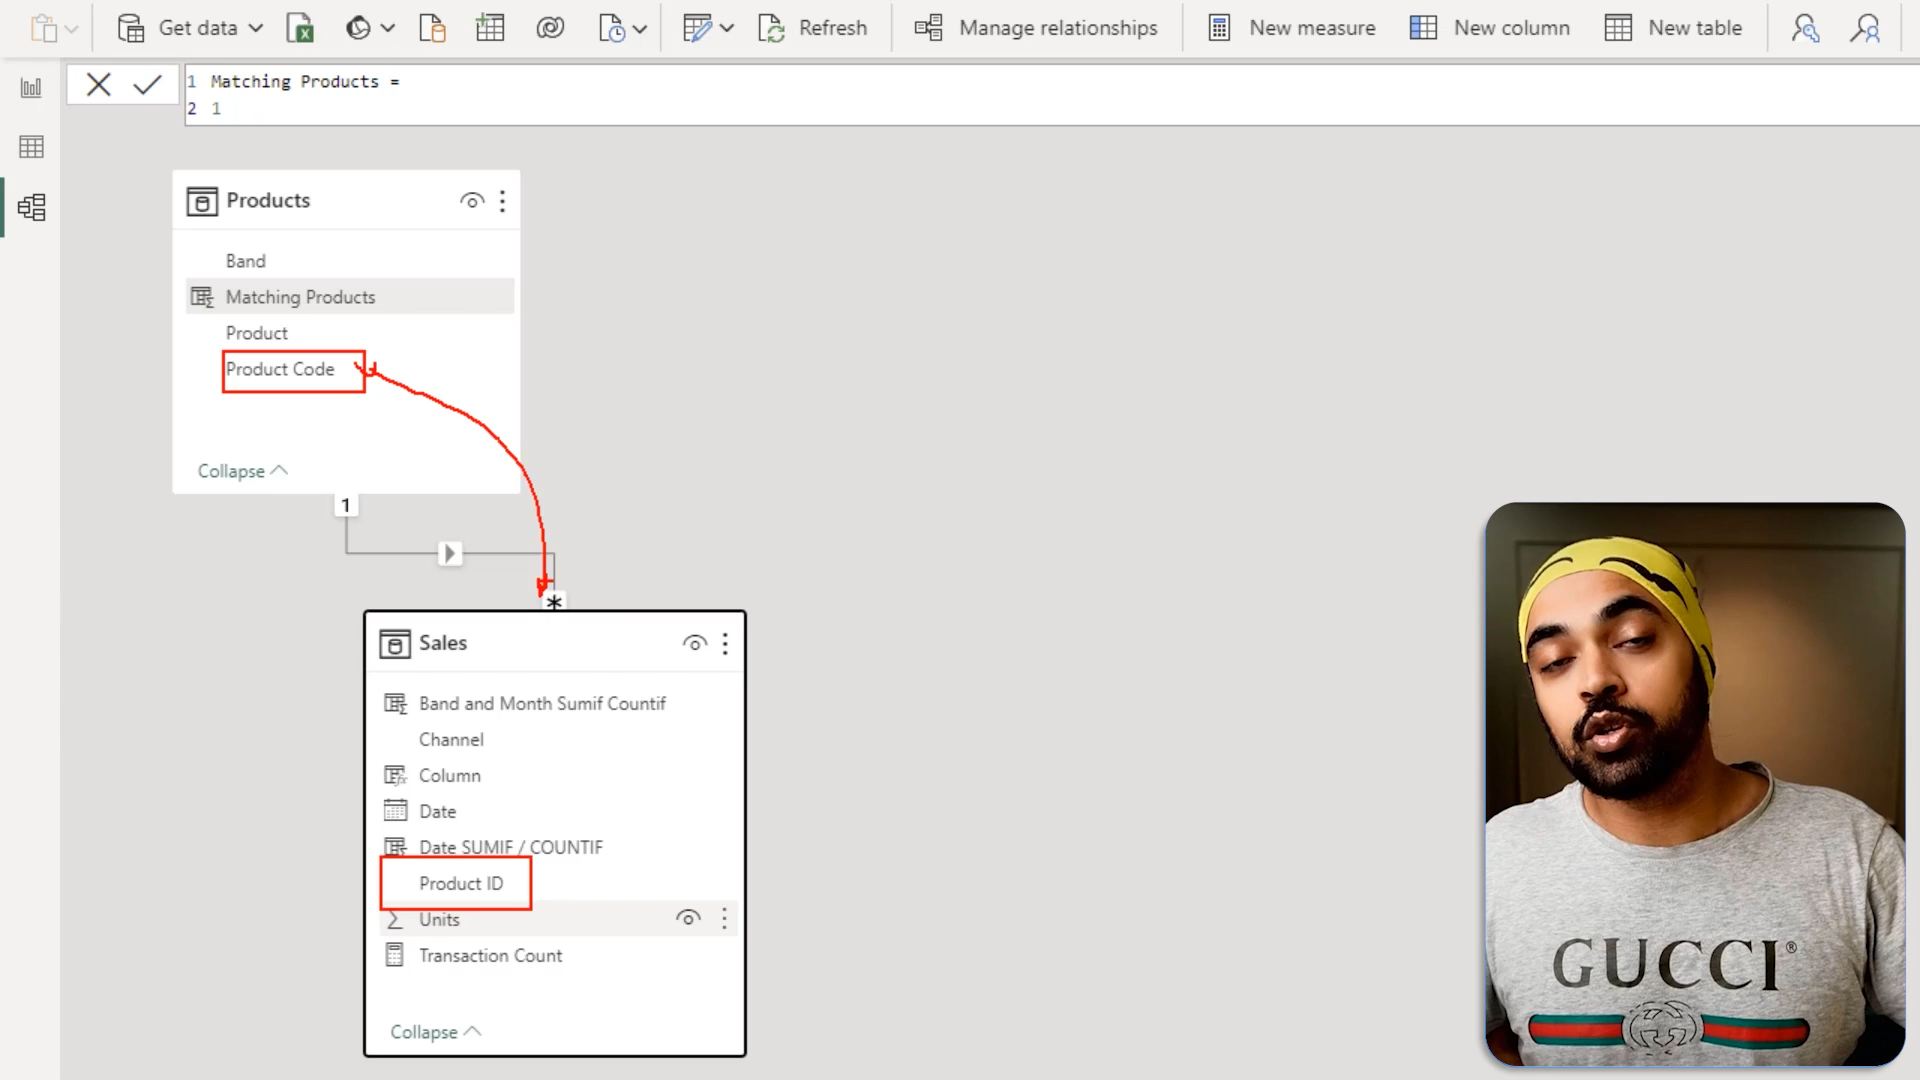 Get data
Refresh
Manage relationships
New measure
New column
New table
1 Matching Products =
2 1
Products
Band
Matching Products
Product
Product Code
Collapse
1
*
Sales
Band and Month Sumif Countif
Channel
Column
Date
Date SUMIF / COUNTIF
Product ID
Units
Transaction Count
Collapse
GUCCI®